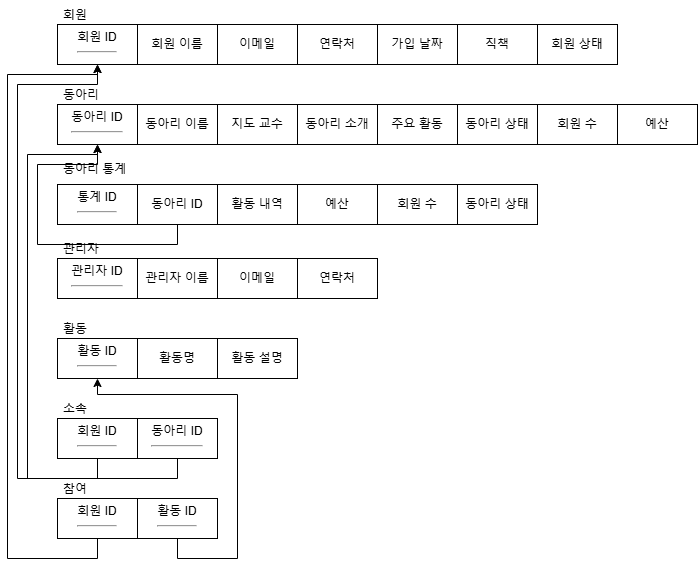 회원
회원 ID 회원 이름 이메일 연락처 가입 날짜 직책 회원 상태
동아리
동아리 ID 동아리 이름 지도 교수 동아리 소개 주요 활동 동아리 상태 회원 수 예산
동아리 통계
통계 ID 동아리 ID 활동 내역 예산 회원 수 동아리 상태
관리자
관리자 ID 관리자 이름 이메일 연락처
활동
활동 ID 활동명 활동 설명
소속
회원 ID 동아리 ID
참여
회원 ID 활동 ID